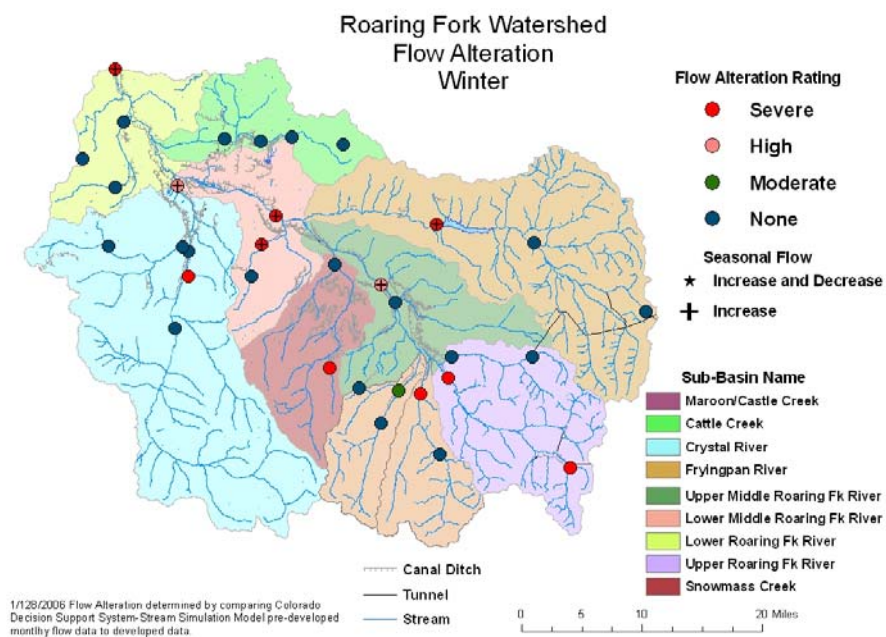 Roaring Fork Watershed
Flow Alteration
Winter
Flow Alteration Rating
Severe
High
Moderate
None
Seasonal Flow
Increase and Decrease
Increase
Sub-Basin Name
Maroon/Castle Creek
Cattle Creek
Crystal River
Fryingpan River
Upper Middle Roaring Fk River
Lower Middle Roaring Fk River
Lower Roaring Fk River
Upper Roaring Fk River
Snowmass Creek
Canal Ditch
Tunnel
Stream
1/128/2006 Flow Alteration determined by comparing Colorado
Decision Support System-Stream Simulation Model pre-developed
monthly flow data to developed data.
0 5 10 20 Miles